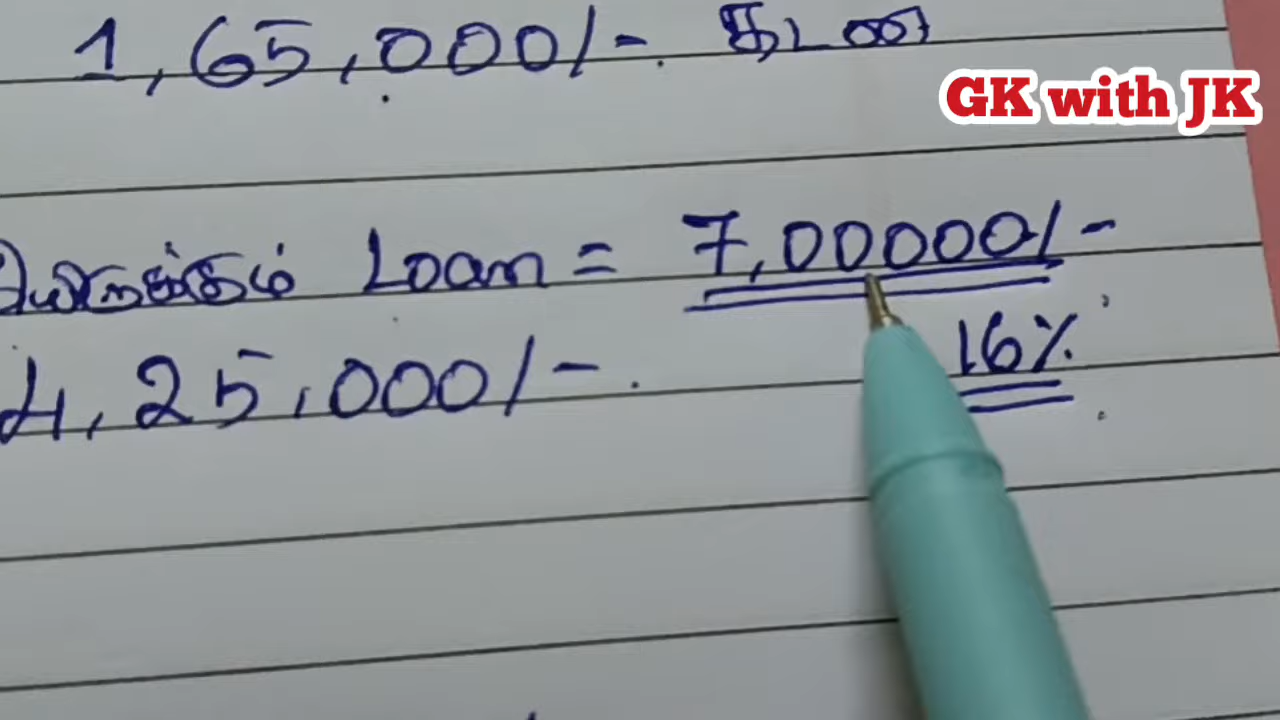 1,65,000/-. கடன்
GK with JK
Loan = 7,00000/-
16%
4,25,000/-.